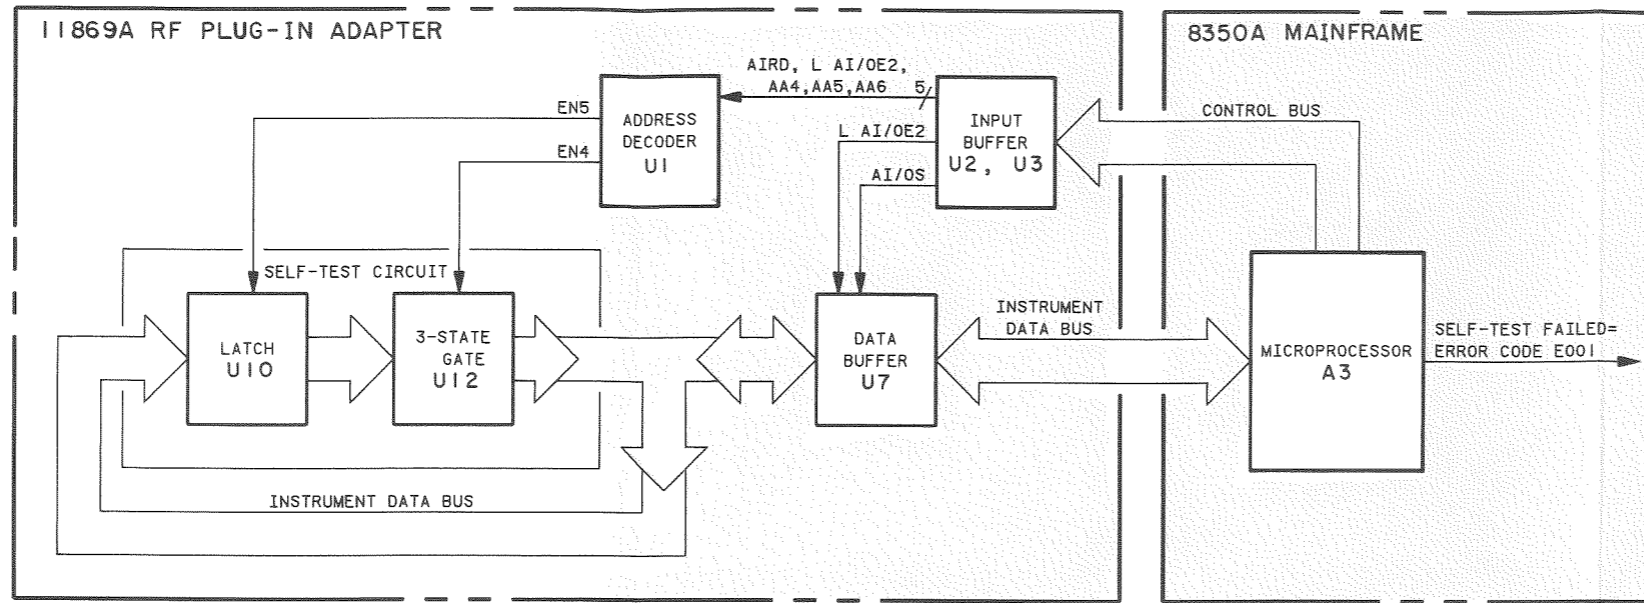 11869A RF PLUG-IN ADAPTER
8350A MAINFRAME
AIRD, L AI/OE2,
AA4,AA5,AA6 5/
EN5
EN4
ADDRESS
DECODER
U1
L AI/OE2
AI/OS
INPUT
BUFFER
U2, U3
CONTROL BUS
SELF-TEST CIRCUIT
LATCH
U10
3-STATE
GATE
U12
DATA
BUFFER
U7
INSTRUMENT
DATA BUS
MICROPROCESSOR
A3
SELF-TEST FAILED=
ERROR CODE E001
INSTRUMENT DATA BUS